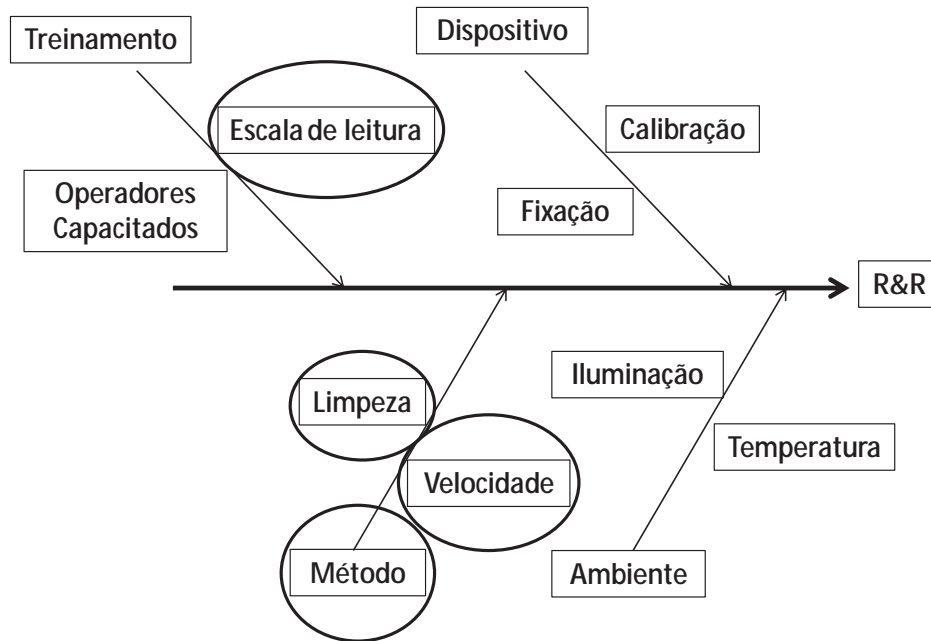 Treinamento
Dispositivo
Escala de leitura
Calibração
Operadores
Capacitados
Fixação
R&R
Limpeza
Iluminação
Velocidade
Temperatura
Método
Ambiente